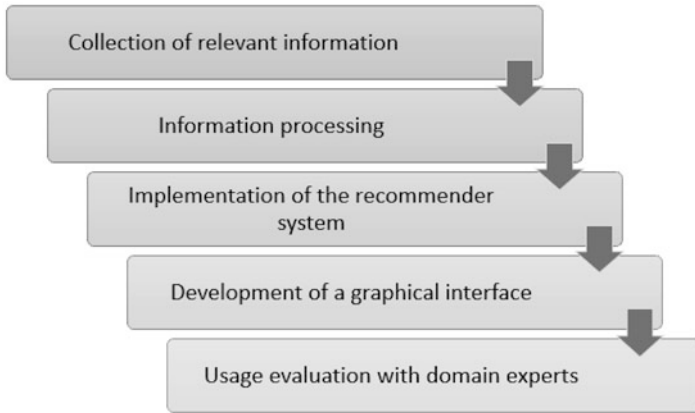 Collection of relevant information
Information processing
Implementation of the recommender
system
Development of a graphical interface
Usage evaluation with domain experts